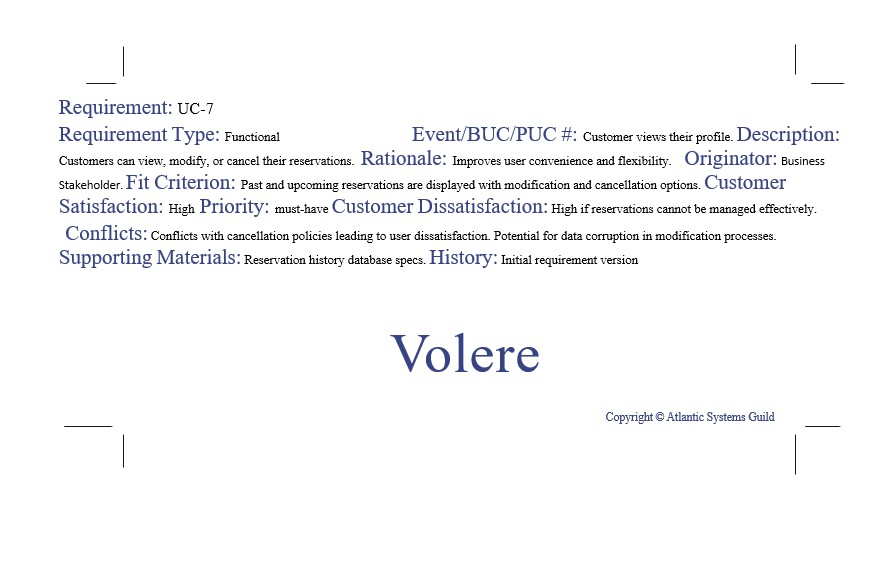 Requirement: UC-7
Requirement Type: Functional Event/BUC/PUC #: Customer views their profile. Description:
Customers can view, modify, or cancel their reservations. Rationale: Improves user convenience and flexibility. Originator: Business
Stakeholder. Fit Criterion: Past and upcoming reservations are displayed with modification and cancellation options. Customer
Satisfaction: High Priority: must-have Customer Dissatisfaction: High if reservations cannot be managed effectively.
Conflicts: Conflicts with cancellation policies leading to user dissatisfaction. Potential for data corruption in modification processes.
Supporting Materials: Reservation history database specs. History: Initial requirement version
Volere
Copyright © Atlantic Systems Guild